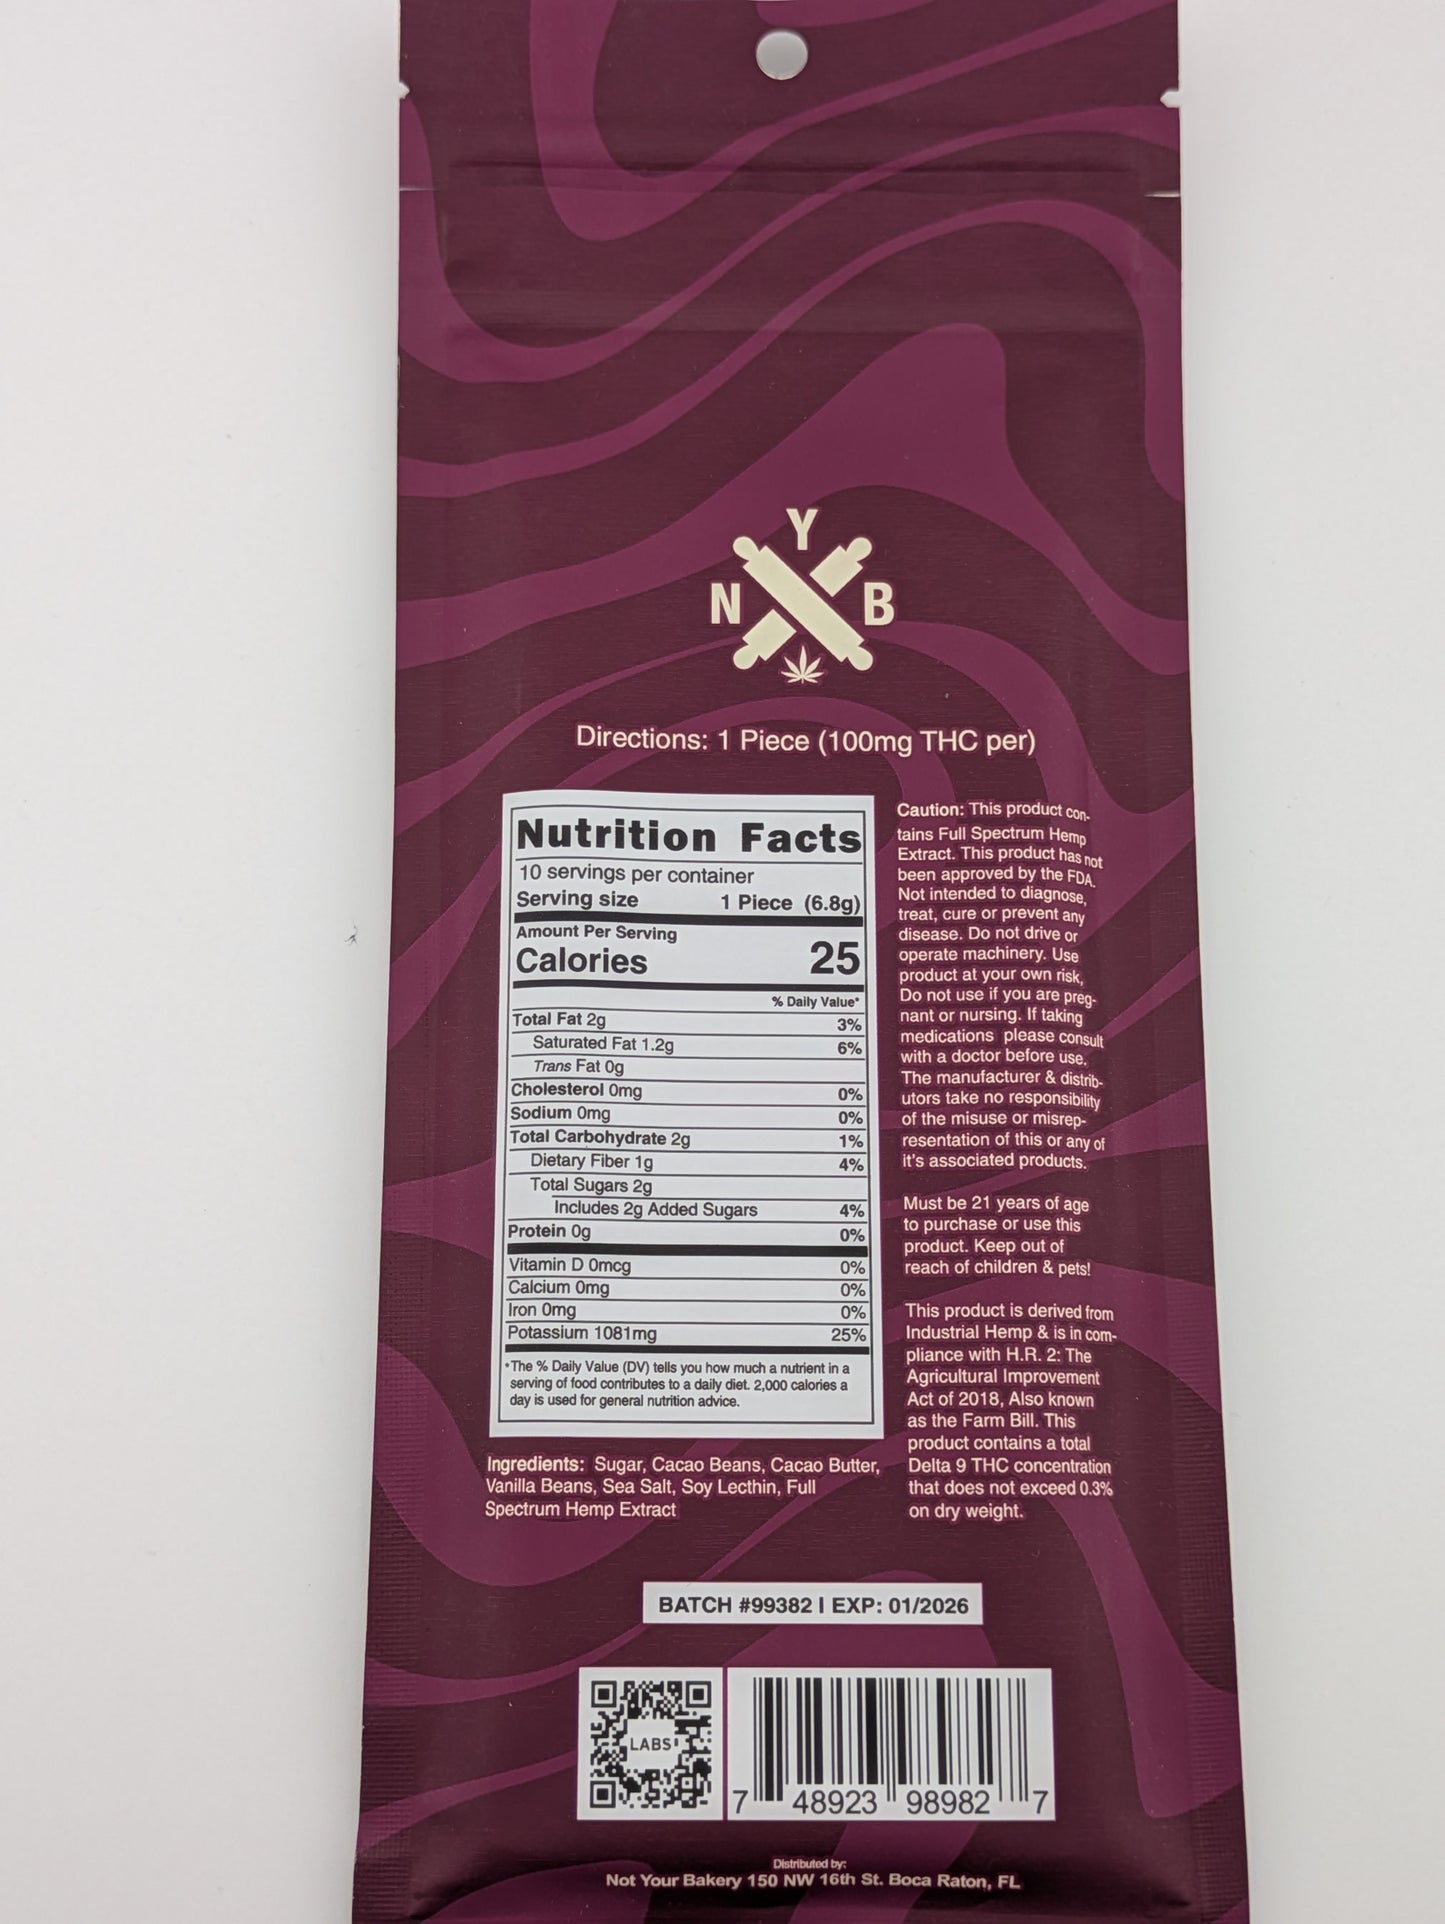 Y
N B
Directions: 1 Piece (100mg THC per)
Nutrition Facts
10 servings per container
Serving size 1 Piece (6.8g)
Amount Per Serving
Calories 25
% Daily Value*
Total Fat 2g 3%
Saturated Fat 1.2g 6%
Trans Fat 0g
Cholesterol 0mg 0%
Sodium 0mg 0%
Total Carbohydrate 2g 1%
Dietary Fiber 1g 4%
Total Sugars 2g
Includes 2g Added Sugars 4%
Protein 0g 0%
Vitamin D 0mcg 0%
Calcium 0mg 0%
Iron 0mg 0%
Potassium 1081mg 25%
*The % Daily Value (DV) tells you how much a nutrient in a
serving of food contributes to a daily diet. 2,000 calories a
day is used for general nutrition advice.
Ingredients: Sugar, Cacao Beans, Cacao Butter,
Vanilla Beans, Sea Salt, Soy Lecthin, Full
Spectrum Hemp Extract
Caution: This product con-
tains Full Spectrum Hemp
Extract. This product has not
been approved by the FDA.
Not intended to diagnose,
treat, cure or prevent any
disease. Do not drive or
operate machinery. Use
product at your own risk,
Do not use if you are preg-
nant or nursing. If taking
medications please consult
with a doctor before use.
The manufacturer & distrib-
utors take no responsibility
of the misuse or misrep-
resentation of this or any of
it's associated products.
Must be 21 years of age
to purchase or use this
product. Keep out of
reach of children & pets!
This product is derived from
Industrial Hemp & is in com-
pliance with H.R. 2: The
Agricultural Improvement
Act of 2018, Also known
as the Farm Bill. This
product contains a total
Delta 9 THC concentration
that does not exceed 0.3%
on dry weight.
BATCH #99382 | EXP: 01/2026
LABS
7 48923 98982 7
Distributed by:
Not Your Bakery 150 NW 16th St. Boca Raton, FL